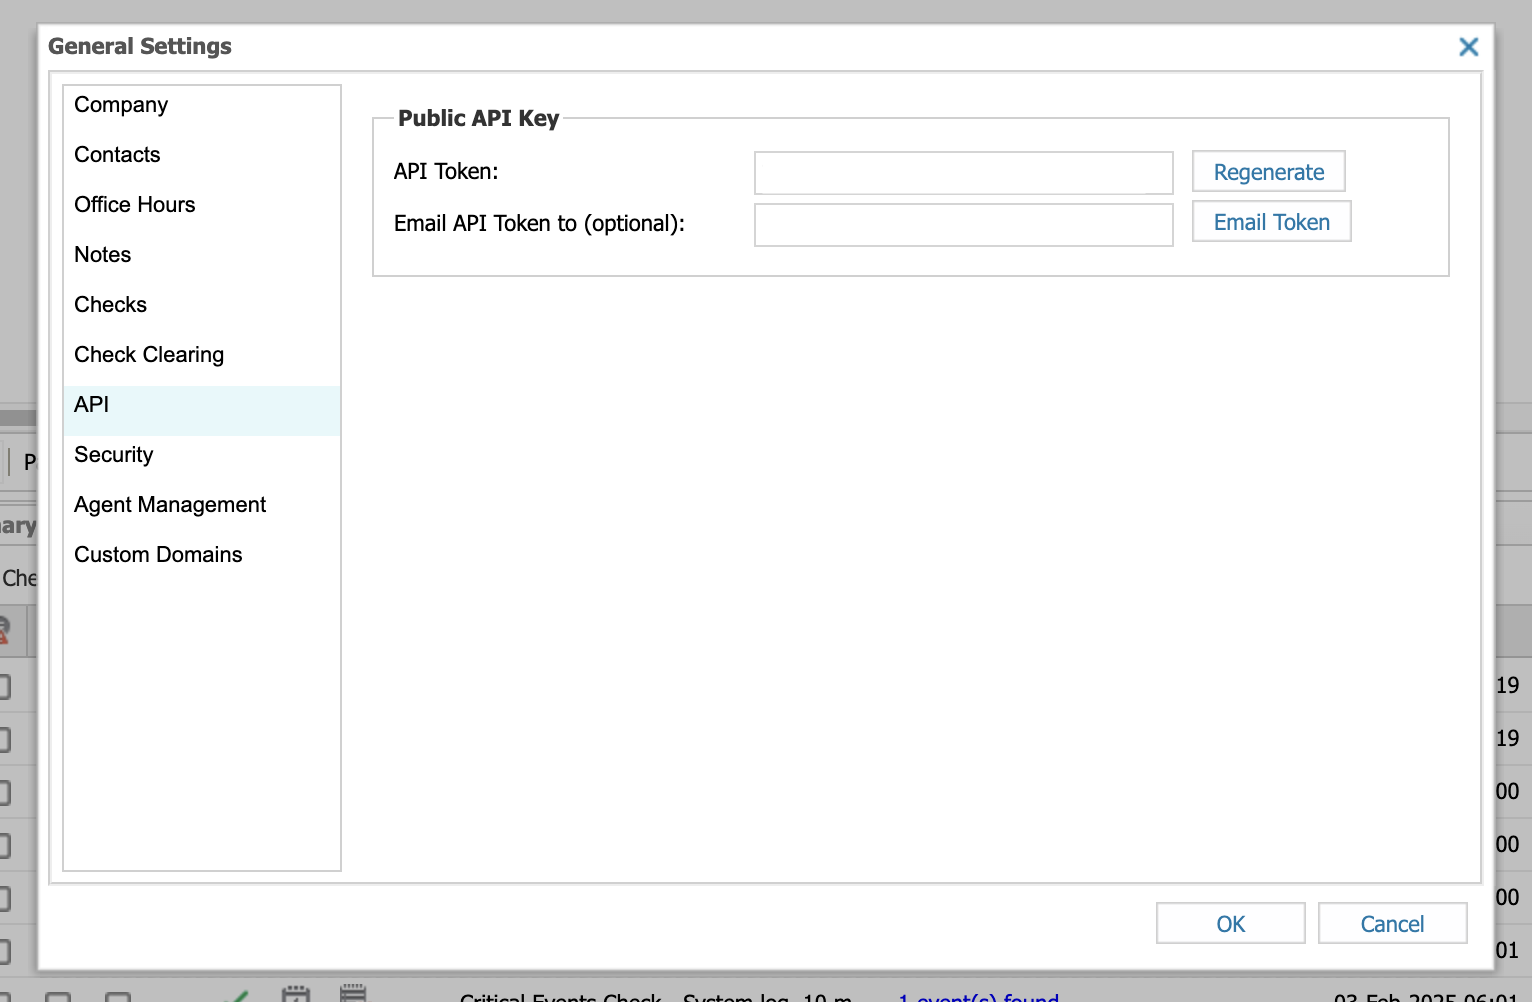 General Settings
Company
Contacts
Office Hours
Notes
Checks
Check Clearing
API
Security
Agent Management
Custom Domains
Public API Key
API Token:
Regenerate
Email API Token to (optional):
Email Token
OK
Cancel
19
19
00
00
00
01
Critical Events Check - System log, 10 m 1 event(s) found 03-Feb-2025 06:01